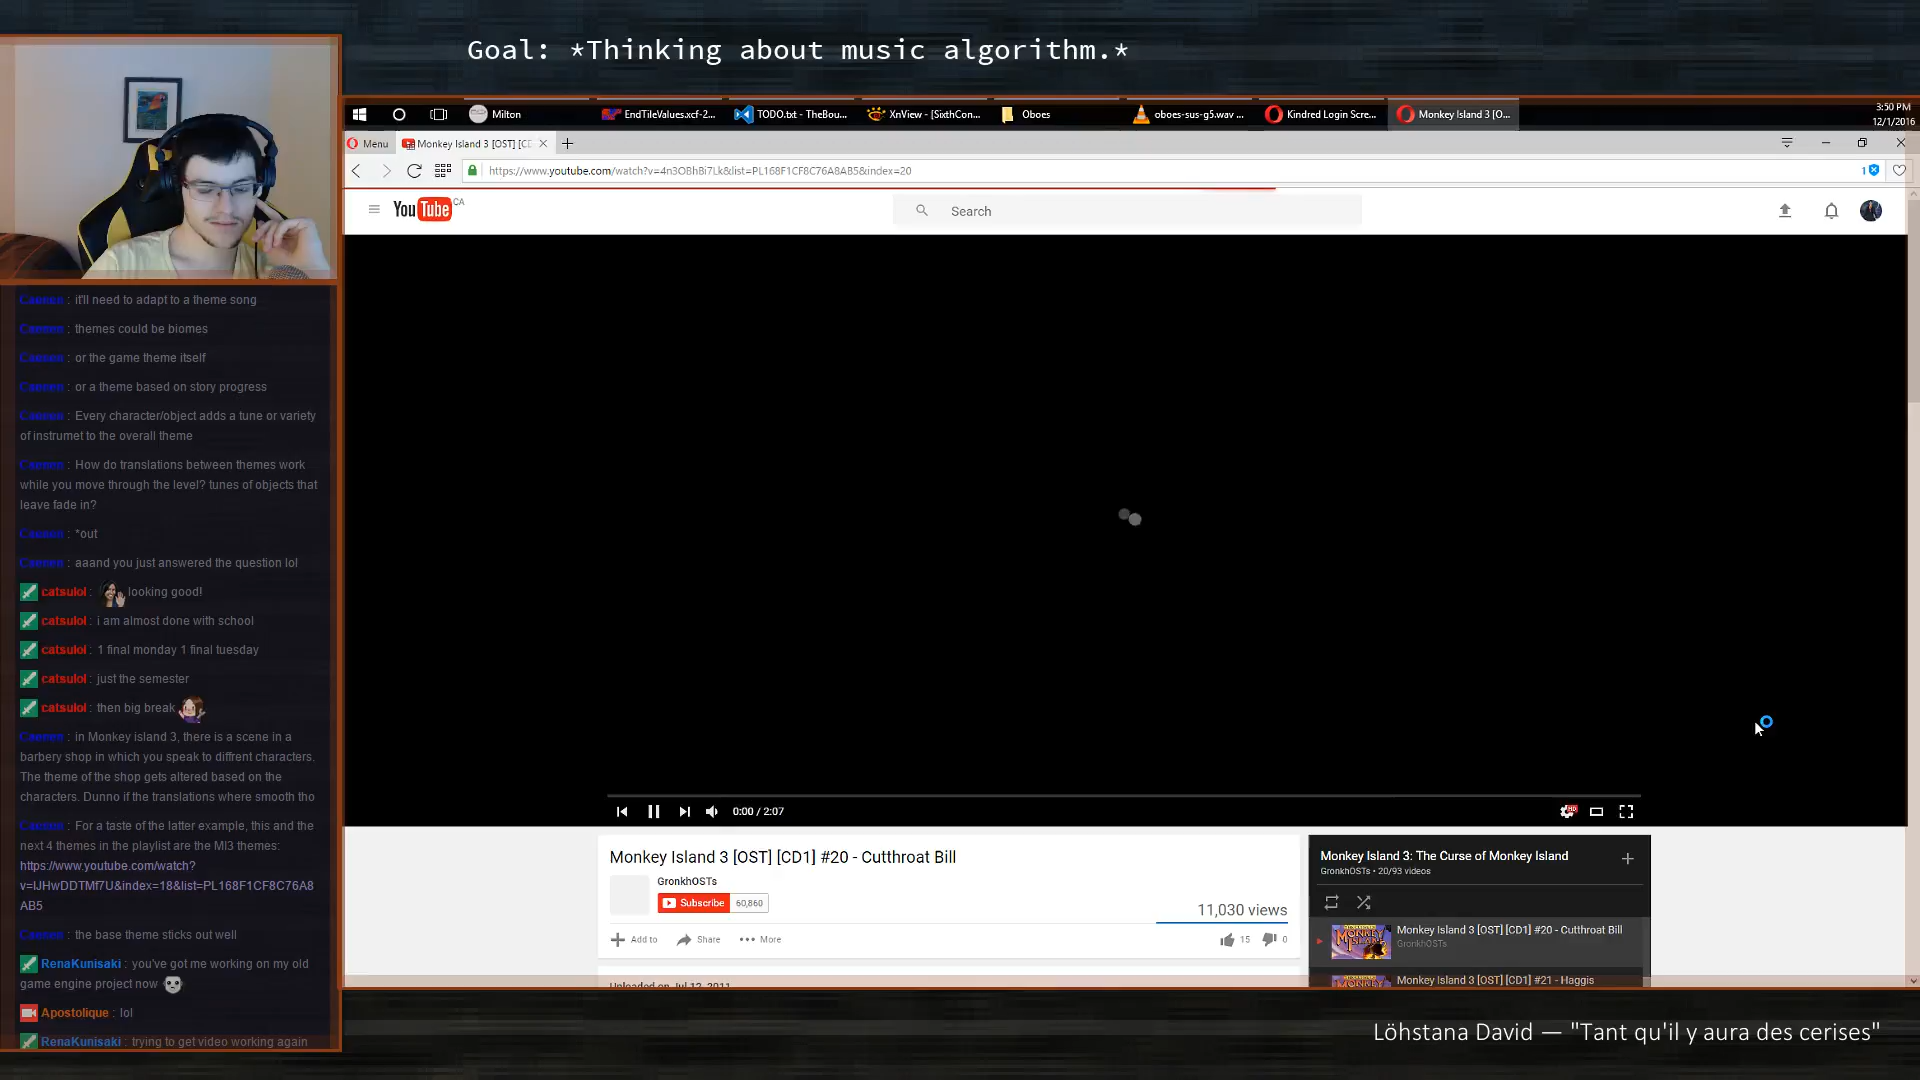 Goal: *Thinking about music algorithm.*
Milton
EndTileValues.xcf-2...
TODO.txt - TheBou...
XnView - [SixthCon...
Oboes
oboes-sus-g5.wav ...
Kindred Login Scre...
Monkey Island 3 [O...
3:50 PM
12/1/2016
Menu
Monkey Island 3 [OST] [CD
https://www.youtube.com/watch?v=4n3OBhBi7Lk&list=PL168F1CF8C76A8AB5&index=20
1
YouTube CA
Search
0:00 / 2:07
HD
Monkey Island 3 [OST] [CD1] #20 - Cutthroat Bill
GronkhOSTs
Subscribe 60,860
11,030 views
Add to
Share
More
15
0
Uploaded on Jul 12, 2011
Monkey Island 3: The Curse of Monkey Island
GronkhOSTs • 20/93 videos
Monkey Island 3 [OST] [CD1] #20 - Cutthroat Bill
GronkhOSTs
Monkey Island 3 [OST] [CD1] #21 - Haggis
: it'll need to adapt to a theme song
: themes could be biomes
: or the game theme itself
: or a theme based on story progress
: Every character/object adds a tune or variety
of instrumet to the overall theme
: How do translations between themes work
while you move through the level? tunes of objects that
leave fade in?
: *out
: aaand you just answered the question lol
catsulol : looking good!
catsulol : i am almost done with school
catsulol : 1 final monday 1 final tuesday
catsulol : just the semester
catsulol : then big break
: in Monkey island 3, there is a scene in a
barbery shop in which you speak to diffrent characters.
The theme of the shop gets altered based on the
characters. Dunno if the translations where smooth tho
: For a taste of the latter example, this and the
next 4 themes in the playlist are the MI3 themes:
https://www.youtube.com/watch?
v=IJHwDDTMf7U&index=18&list=PL168F1CF8C76A8
AB5
: the base theme sticks out well
RenaKunisaki : you've got me working on my old
game engine project now
Apostolique : lol
RenaKunisaki : trying to get video working again
Löhstana David — "Tant qu'il y aura des cerises"